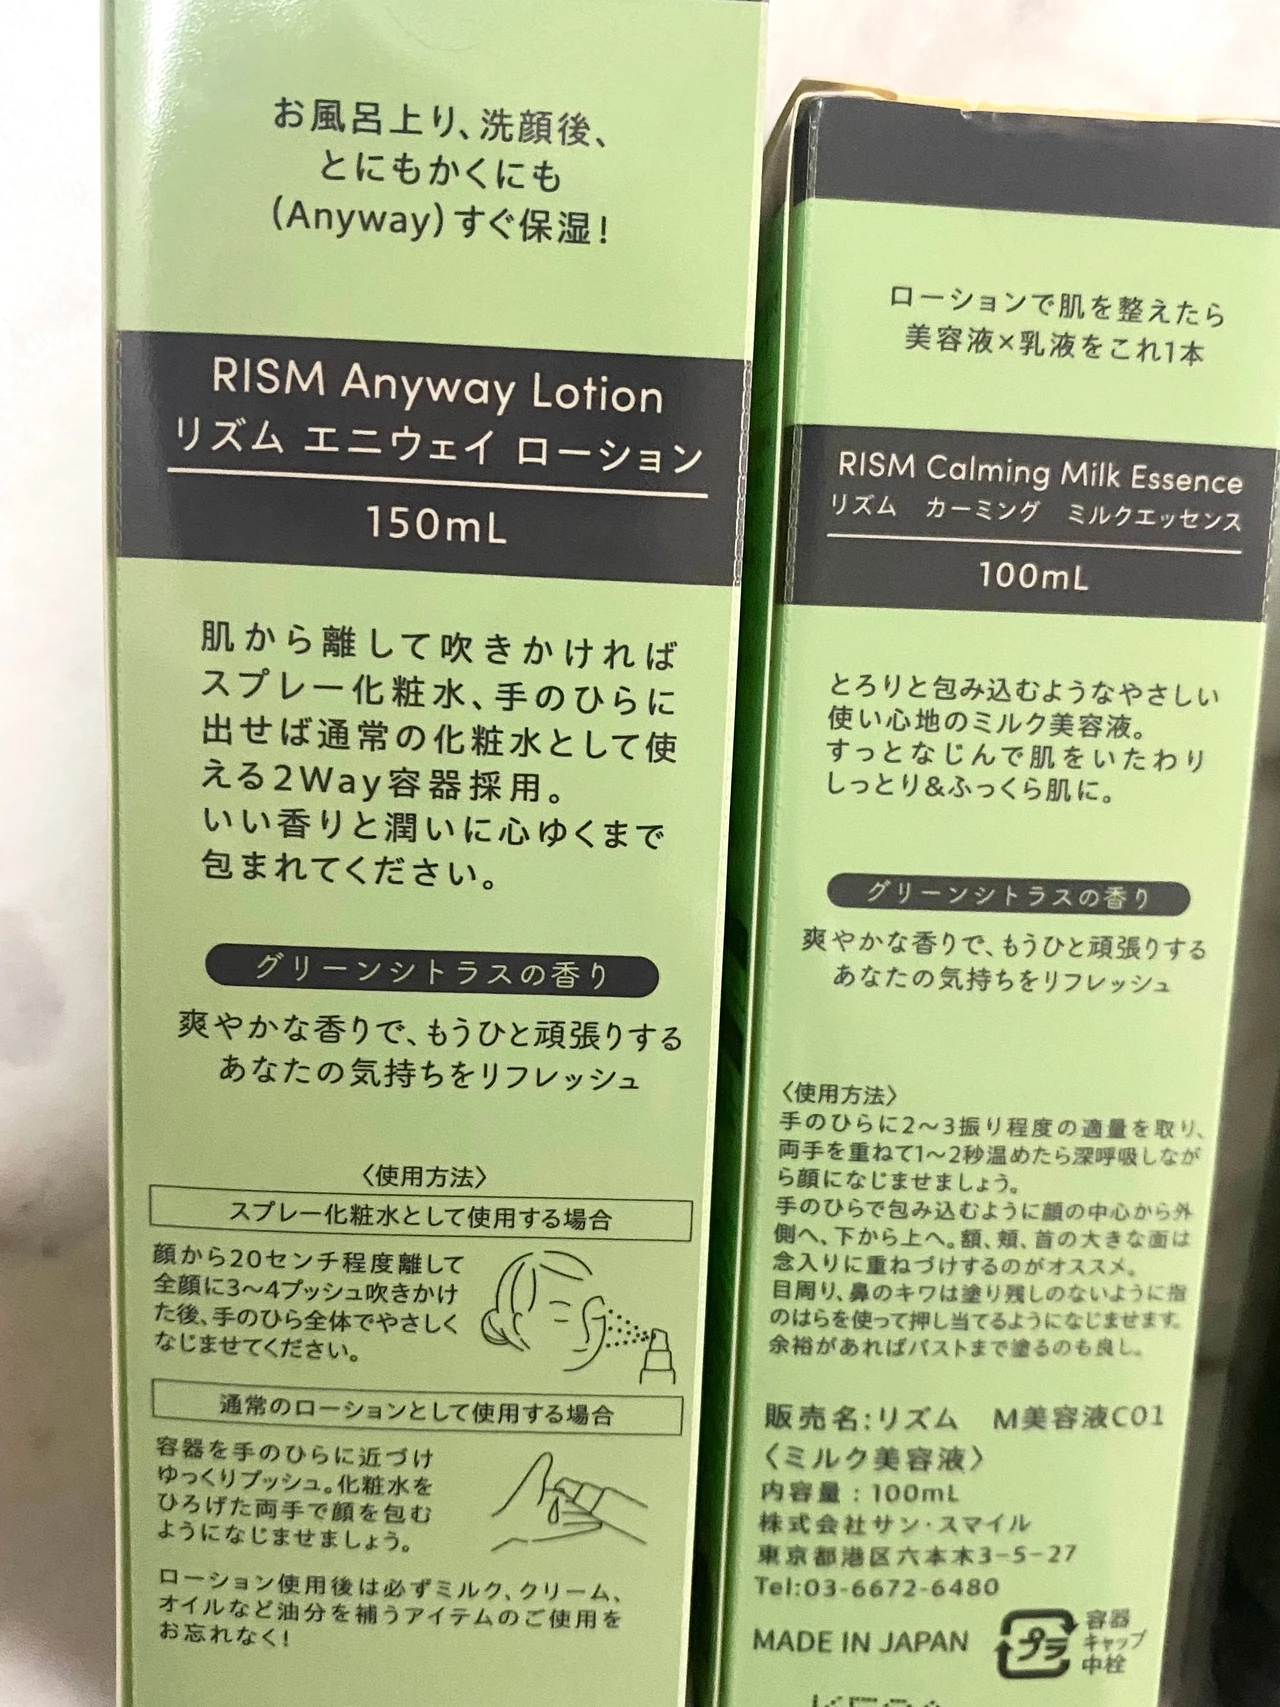 お風呂上り、洗顔後、
とにもかくにも
(Anyway)すぐ保湿!
RISM Anyway Lotion
リズム エニウェイ ローション
150mL
肌から離して吹きかければ
スプレー化粧水、手のひらに
出せば通常の化粧水として使
える2Way容器採用。
いい香りと潤いに心ゆくまで
包まれてください。
グリーンシトラスの香り
爽やかな香りで、もうひと頑張りする
あなたの気持ちをリフレッシュ
〈使用方法〉
スプレー化粧水として使用する場合
顔から20センチ程度離して
全顔に3〜4プッシュ吹きかけ
た後、手のひら全体でやさしく
なじませてください。
通常のローションとして使用する場合
容器を手のひらに近づけ
ゆっくりプッシュ。化粧水を
ひろげた両手で顔を包む
ようになじませましょう。
ローション使用後は必ずミルク、クリーム、
オイルなど油分を補うアイテムのご使用を
お忘れなく!
ローションで肌を整えたら
美容液×乳液をこれ1本
RISM Calming Milk Essence
リズム カーミング ミルクエッセンス
100mL
とろりと包み込むようなやさしい
使い心地のミルク美容液。
すっとなじんで肌をいたわり
しっとり&ふっくら肌に。
グリーンシトラスの香り
爽やかな香りで、もうひと頑張りする
あなたの気持ちをリフレッシュ
〈使用方法〉
手のひらに2〜3振り程度の適量を取り、
両手を重ねて1〜2秒温めたら深呼吸しなが
ら顔になじませましょう。
手のひらで包み込むように顔の中心から外
側へ、下から上へ。額、頬、首の大きな面は
念入りに重ねづけするのがオススメ。
目周り、鼻のキワは塗り残しのないように指
のはらを使って押し当てるようになじませます。
余裕があればバストまで塗るのも良し。
販売名:リズム M美容液C01
〈ミルク美容液〉
内容量：100mL
株式会社サン・スマイル
東京都港区六本木3-5-27
Tel:03-6672-6480
MADE IN JAPAN
プラ
容器
キャップ
中栓